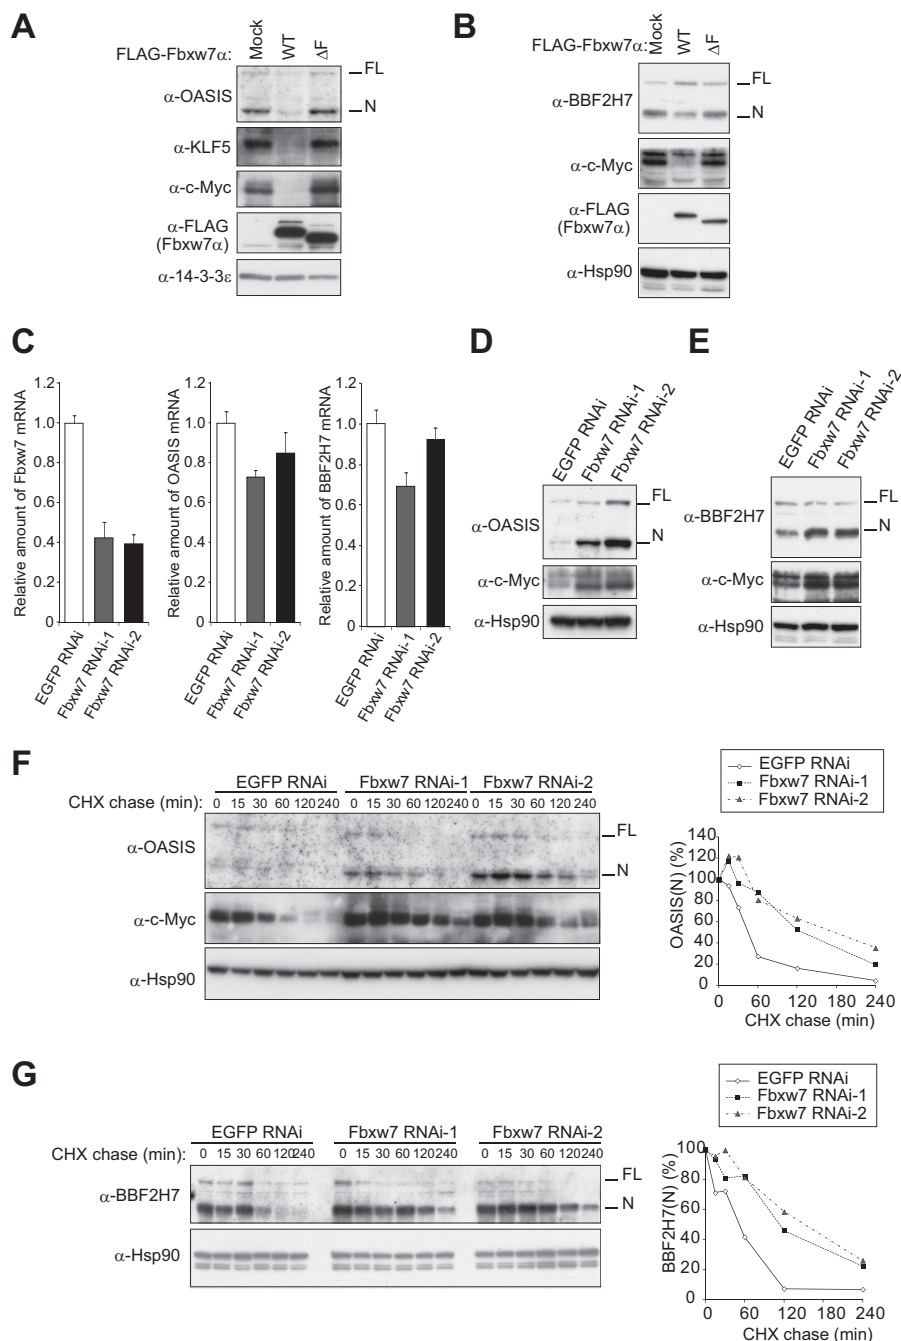 A
FLAG-Fbxw7α:
Mock
WT
ΔF
α-OASIS
FL
N
α-KLF5
α-c-Myc
α-FLAG
(Fbxw7α)
α-14-3-3ε
B
FLAG-Fbxw7α:
Mock
WT
ΔF
α-BBF2H7
FL
N
α-c-Myc
α-FLAG
(Fbxw7α)
α-Hsp90
C
Relative amount of Fbxw7 mRNA
1.2
1.0
0.8
0.6
0.4
0.2
0
EGFP RNAi
Fbxw7 RNAi-1
Fbxw7 RNAi-2
Relative amount of OASIS mRNA
1.2
1.0
0.8
0.6
0.4
0.2
0
EGFP RNAi
Fbxw7 RNAi-1
Fbxw7 RNAi-2
Relative amount of BBF2H7 mRNA
1.2
1.0
0.8
0.6
0.4
0.2
0
EGFP RNAi
Fbxw7 RNAi-1
Fbxw7 RNAi-2
D
EGFP RNAi
Fbxw7 RNAi-1
Fbxw7 RNAi-2
α-OASIS
FL
N
α-c-Myc
α-Hsp90
E
EGFP RNAi
Fbxw7 RNAi-1
Fbxw7 RNAi-2
α-BBF2H7
FL
N
α-c-Myc
α-Hsp90
F
EGFP RNAi Fbxw7 RNAi-1 Fbxw7 RNAi-2
CHX chase (min): 0 15 30 60 120 240 0 15 30 60 120 240 0 15 30 60 120 240
α-OASIS
FL
N
α-c-Myc
α-Hsp90
EGFP RNAi
Fbxw7 RNAi-1
Fbxw7 RNAi-2
OASIS(N) (%)
140
120
100
80
60
40
20
0
0 60 120 180 240
CHX chase (min)
G
EGFP RNAi Fbxw7 RNAi-1 Fbxw7 RNAi-2
CHX chase (min): 0 15 30 60 120 240 0 15 30 60 120 240 0 15 30 60 120 240
α-BBF2H7
FL
N
α-Hsp90
EGFP RNAi
Fbxw7 RNAi-1
Fbxw7 RNAi-2
BBF2H7(N) (%)
100
80
60
40
20
0
0 60 120 180 240
CHX chase (min)